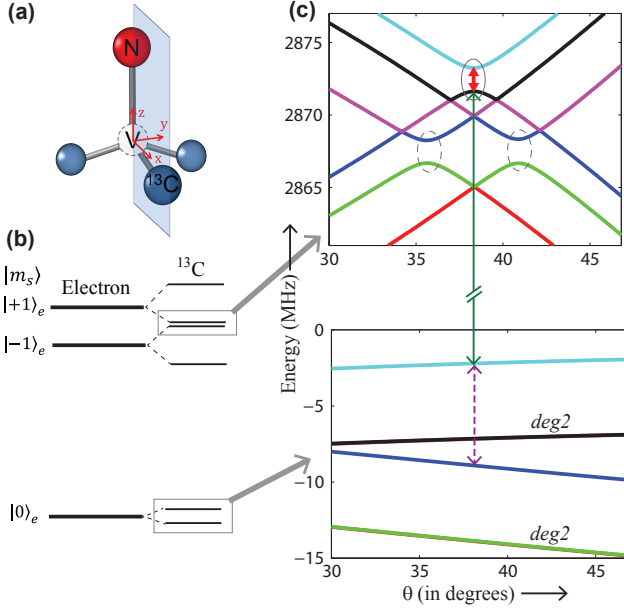 (a)
N
z
y
V
x
13C
(b)
|m_s⟩
Electron
13C
|+1⟩e
|−1⟩e
|0⟩e
(c)
2875
2870
2865
30 35 40 45
Energy (MHz)
0
−5
−10
−15
deg2
deg2
30 35 40 45
θ (in degrees)